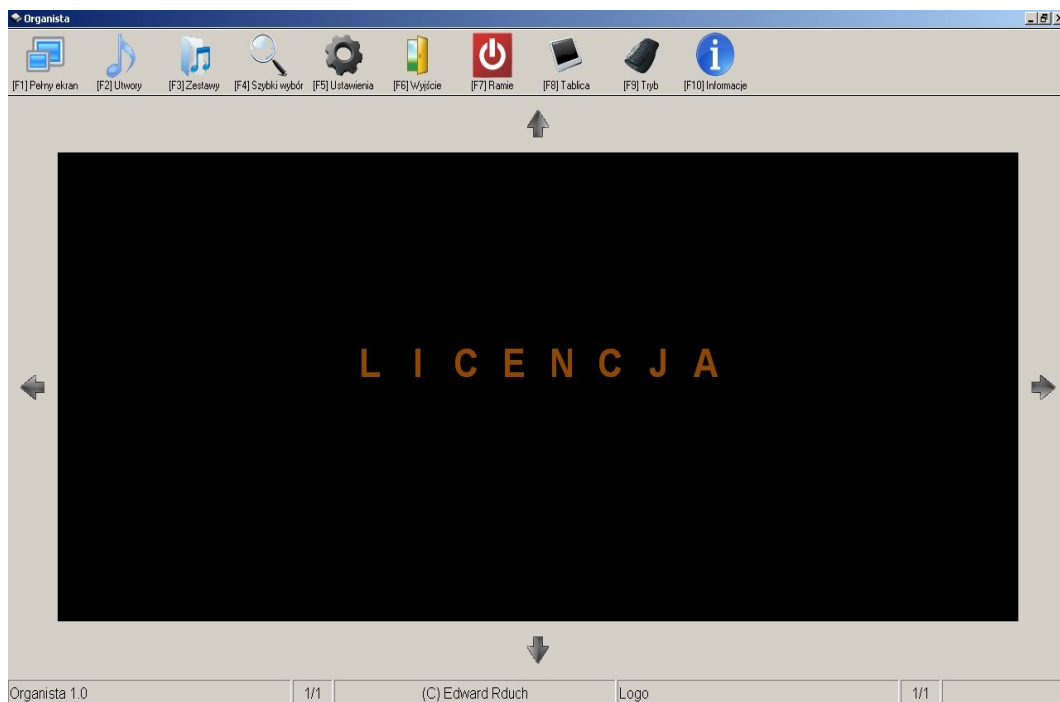 Organista
[F1] Pełny ekran [F2] Utwory [F3] Zestawy [F4] Szybki wybór [F5] Ustawienia [F6] Wyjście [F7] Ramie [F8] Tablica [F9] Tryb [F10] Informacje
L I C E N C J A
Organista 1.0 1/1 (C) Edward Rduch Logo 1/1